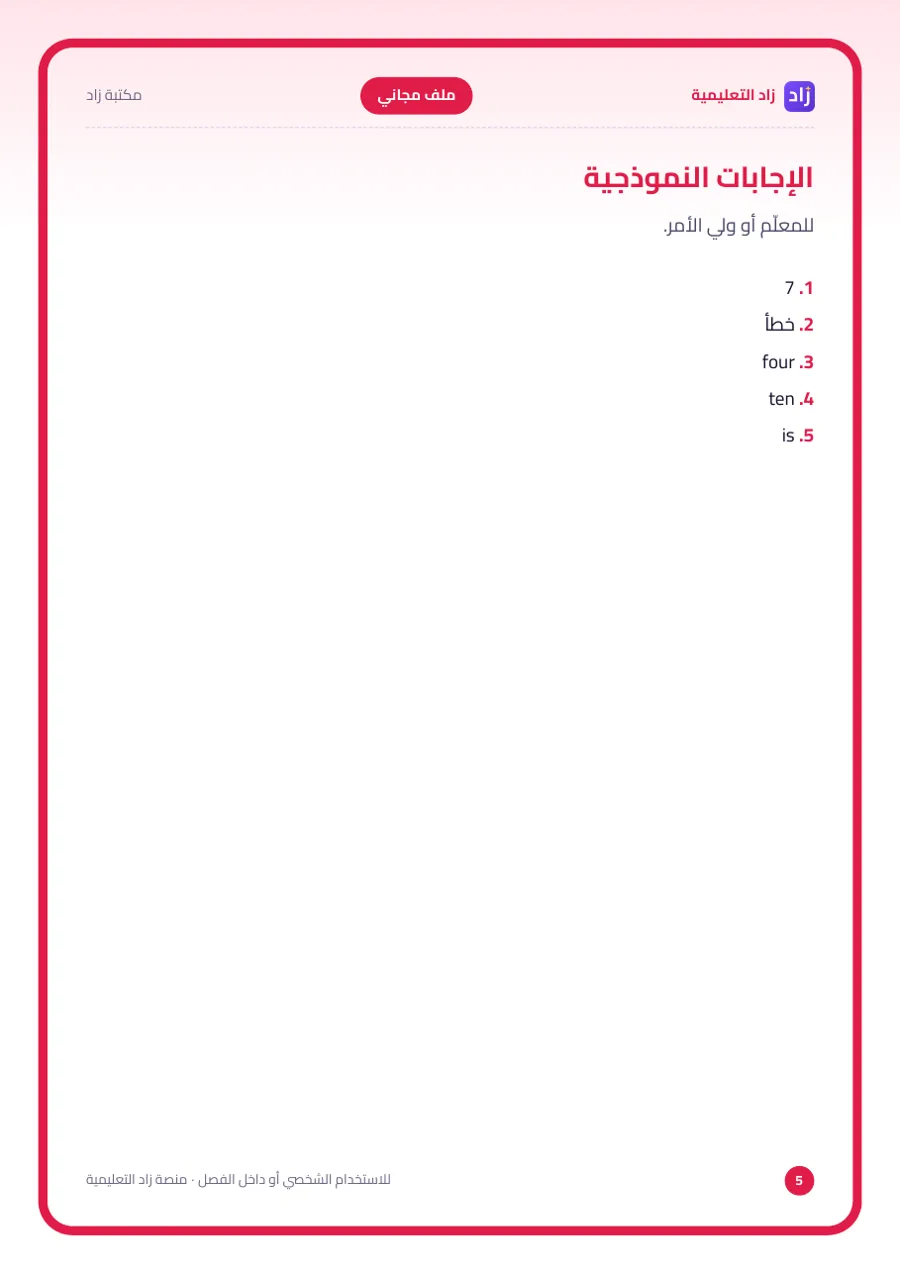 زاد
زاد التعليمية
ملف مجاني
مكتبة زاد
الإجابات النموذجية
للمعلّم أو ولي الأمر.
1. 7
2. خطأ
3. four
4. ten
5. is
5
للاستخدام الشخصي أو داخل الفصل · منصة زاد التعليمية